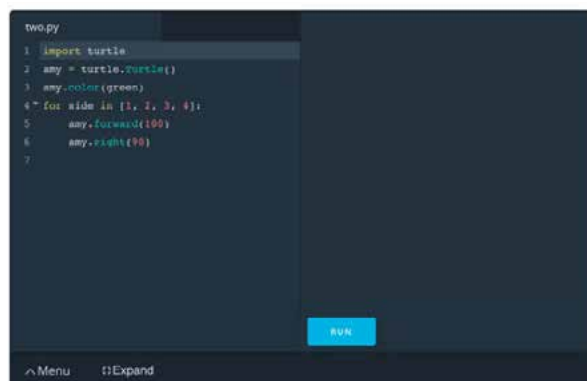 two.py
1 import turtle
2 amy = turtle.Turtle()
3 amy.color(green)
4 for side in [1, 2, 3, 4]:
5 amy.forward(100)
6 amy.right(90)
7
RUN
Menu Expand